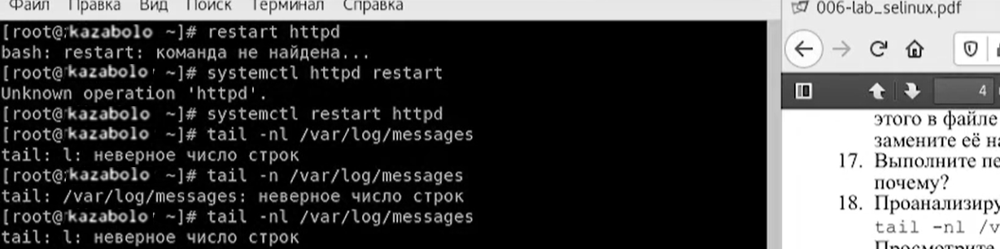 Файл Правка Вид Поиск Терминал Справка
[root@kazabolo ~]# restart httpd
bash: restart: команда не найдена...
[root@kazabolo ~]# systemctl httpd restart
Unknown operation 'httpd'.
[root@kazabolo ~]# systemctl restart httpd
[root@kazabolo ~]# tail -nl /var/log/messages
tail: l: неверное число строк
[root@kazabolo ~]# tail -n /var/log/messages
tail: /var/log/messages: неверное число строк
[root@kazabolo ~]# tail -nl /var/log/messages
tail: l: неверное число строк
006-lab_selinux.pdf
4
этого в файле
замените её на
17. Выполните пе
почему?
18. Проанализиру
tail -nl /v
Просмотрите